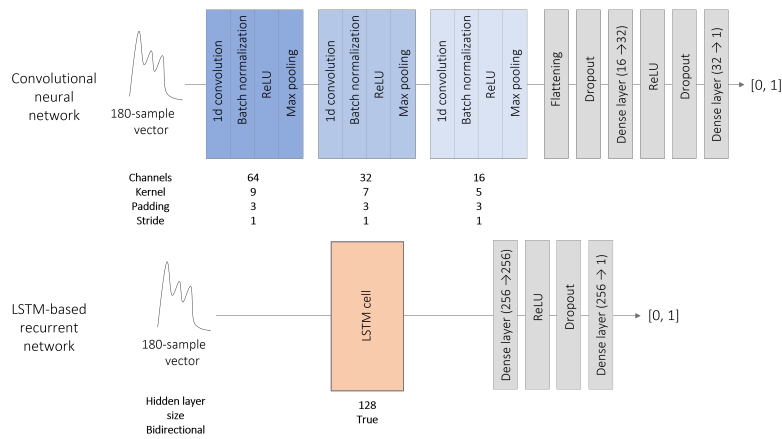 Convolutional
neural
network
180-sample
vector
1d convolution
Batch normalization
ReLU
Max pooling
1d convolution
Batch normalization
ReLU
Max pooling
1d convolution
Batch normalization
ReLU
Max pooling
Flattening
Dropout
Dense layer (16 →32)
ReLU
Dropout
Dense layer (32 → 1)
[0, 1]
Channels 64 32 16
Kernel 9 7 5
Padding 3 3 3
Stride 1 1 1
LSTM-based
recurrent
network
180-sample
vector
LSTM cell
Dense layer (256 →256)
ReLU
Dropout
Dense layer (256 → 1)
[0, 1]
Hidden layer
size 128
Bidirectional True